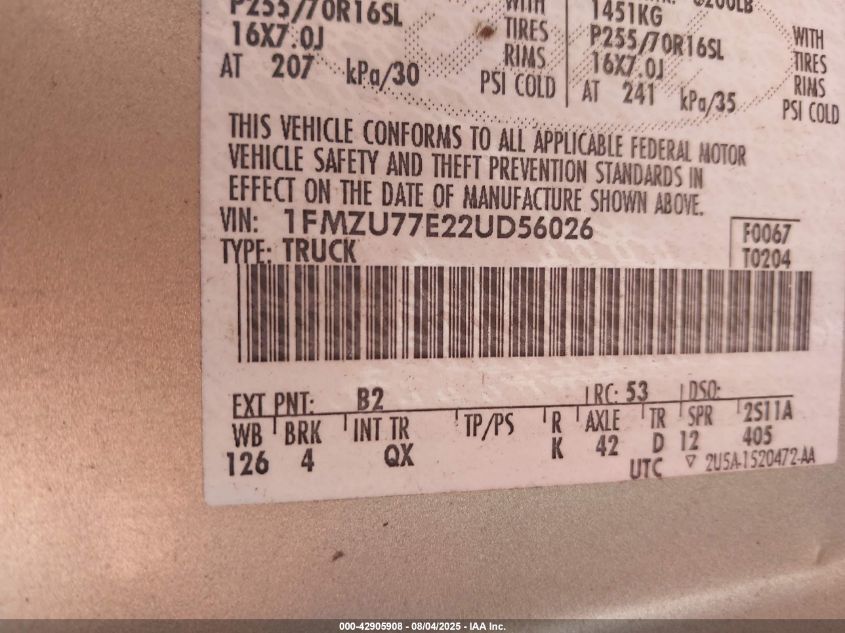 P255/70R16SL
16X7.0J
AT 207 kPa/30
WITH
TIRES
RIMS
PSI COLD
1451KG
P255/70R16SL
16X7.0J
AT 241 kPa/35
WITH
TIRES
RIMS
PSI COLD
THIS VEHICLE CONFORMS TO ALL APPLICABLE FEDERAL MOTOR
VEHICLE SAFETY AND THEFT PREVENTION STANDARDS IN
EFFECT ON THE DATE OF MANUFACTURE SHOWN ABOVE.
VIN: 1FMZU77E22UD56026
TYPE: TRUCK
F0067
T0204
EXT PNT: B2 RC: 53 DSO:
WB BRK INT TR TP/PS R AXLE TR SPR 2S11A
126 4 QX K 42 D 12 405
UTC ▽ 2U5A-1520472-AA
000-42905908 - 08/04/2025 - IAA Inc.